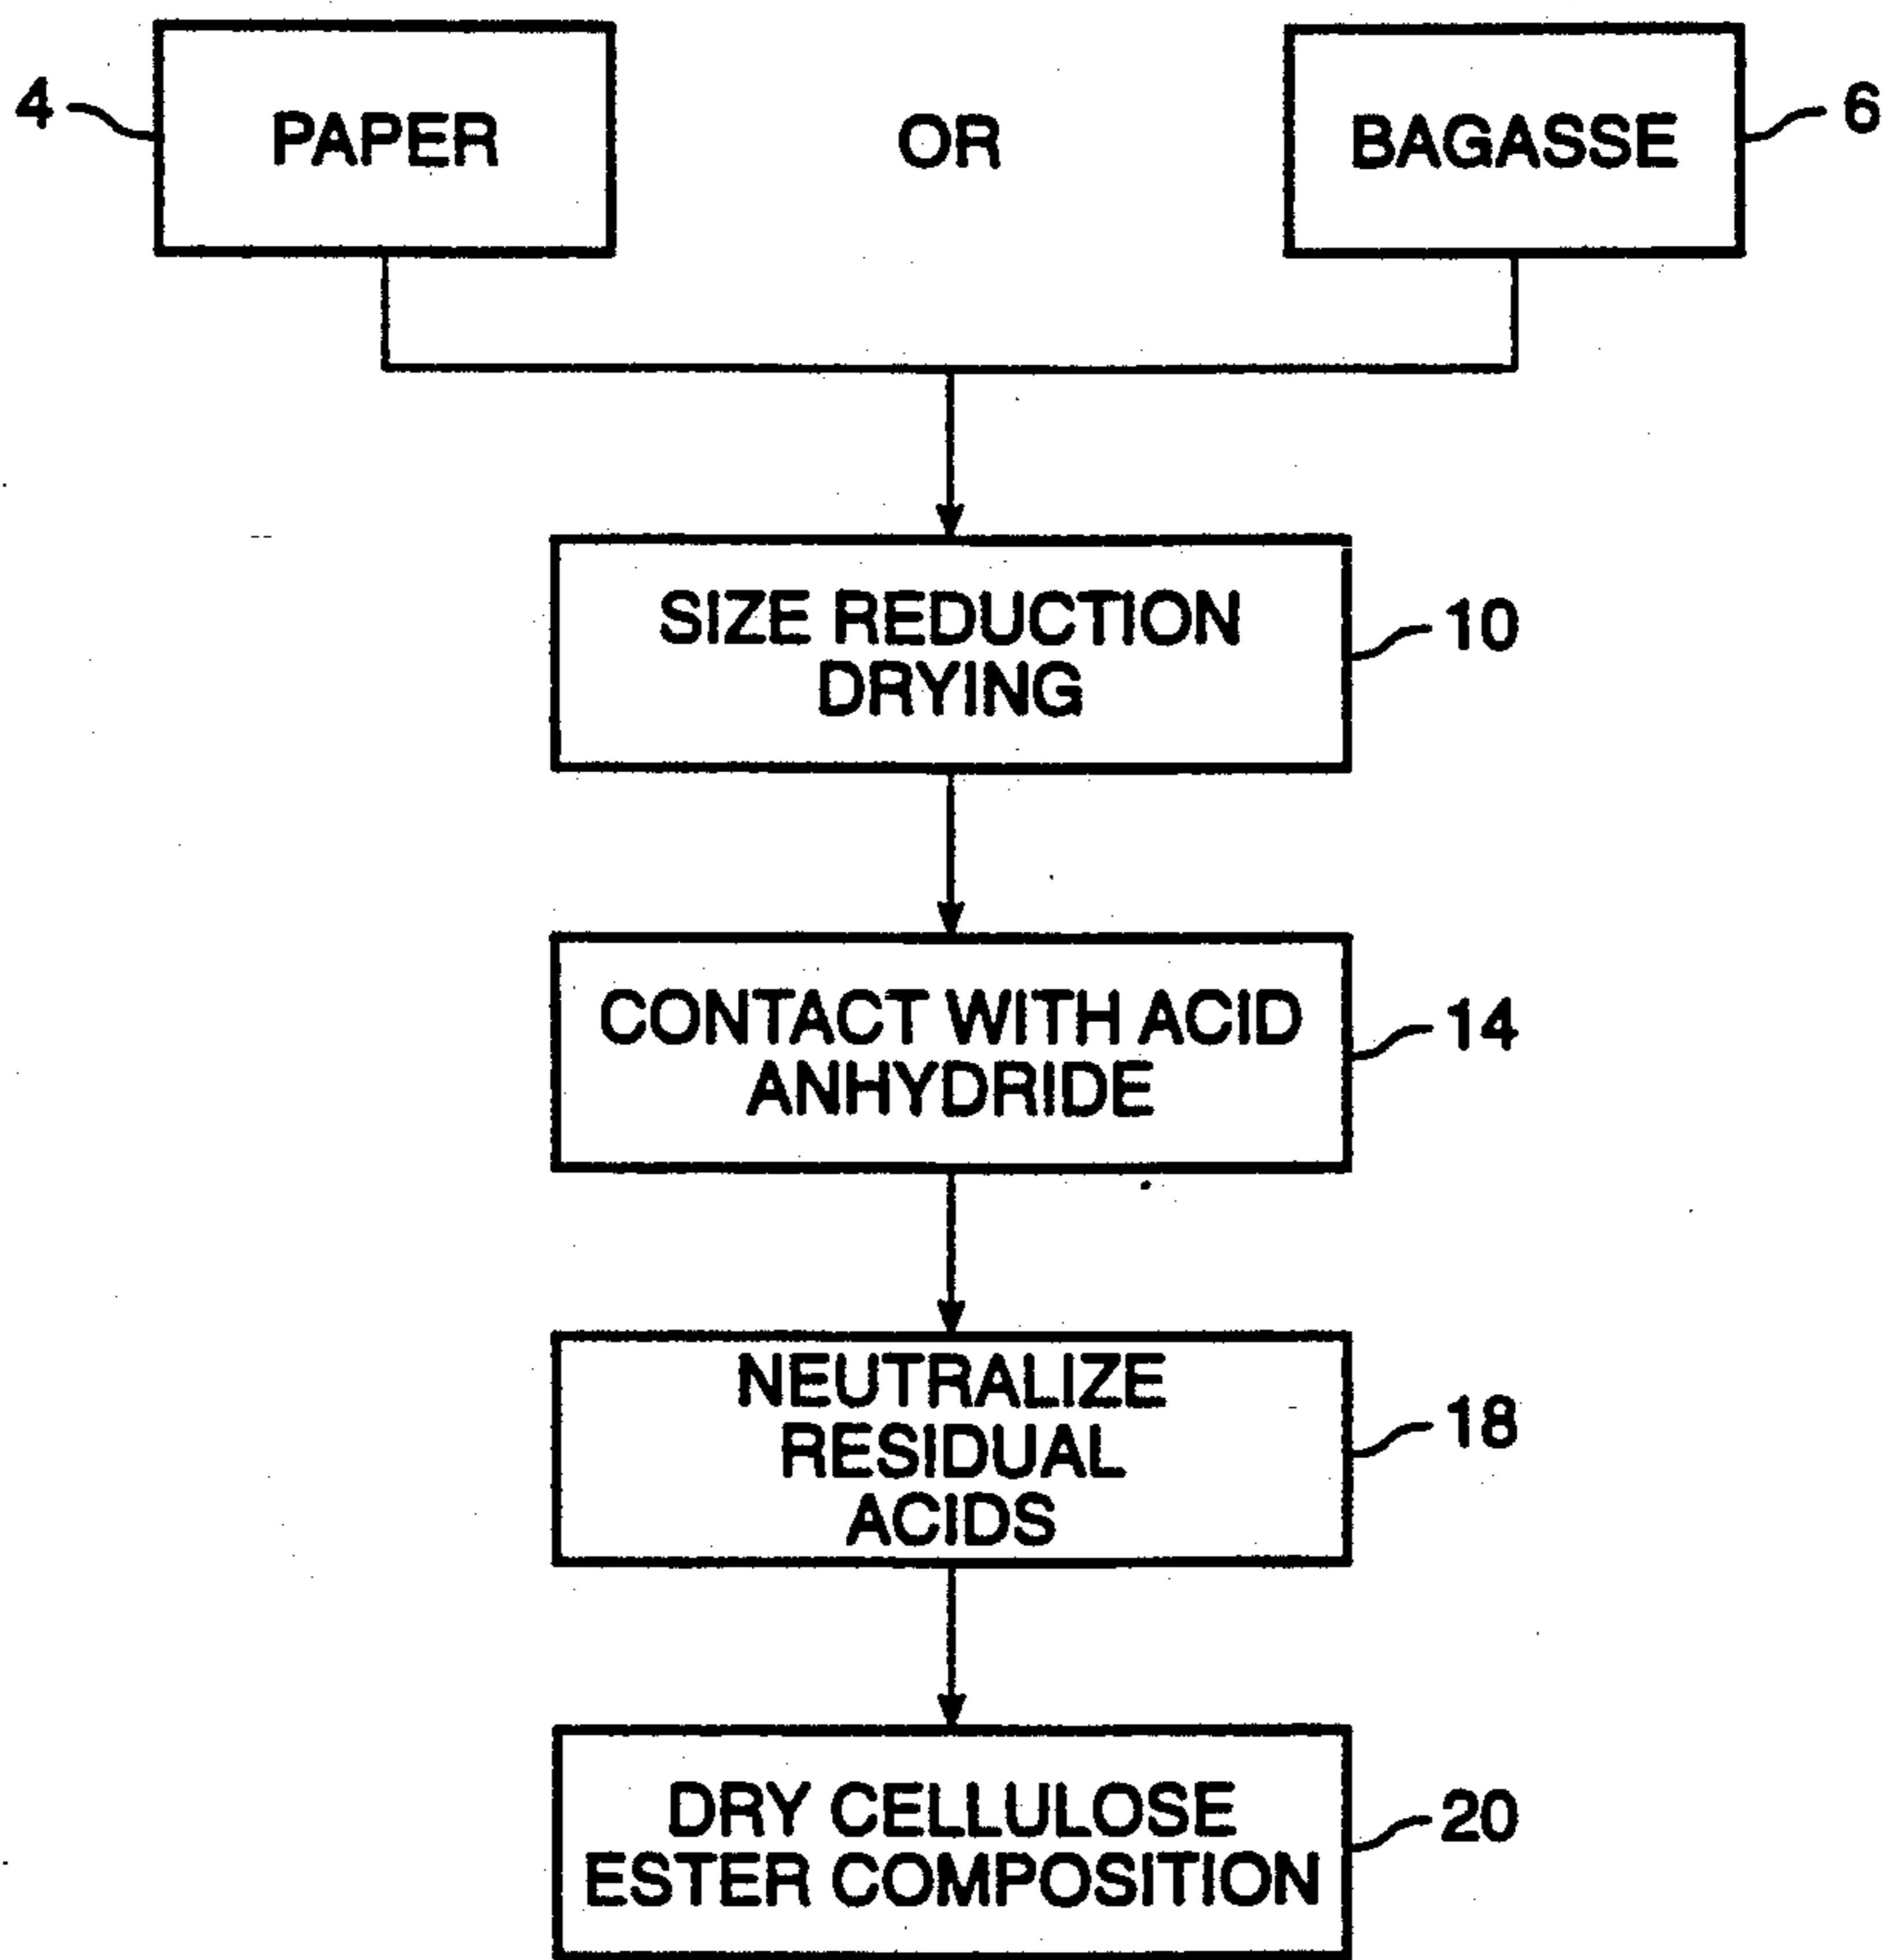 4 PAPER OR BAGASSE 6
SIZE REDUCTION
DRYING
10
CONTACT WITH ACID
ANHYDRIDE
14
NEUTRALIZE
RESIDUAL
ACIDS
18
DRY CELLULOSE
ESTER COMPOSITION
20